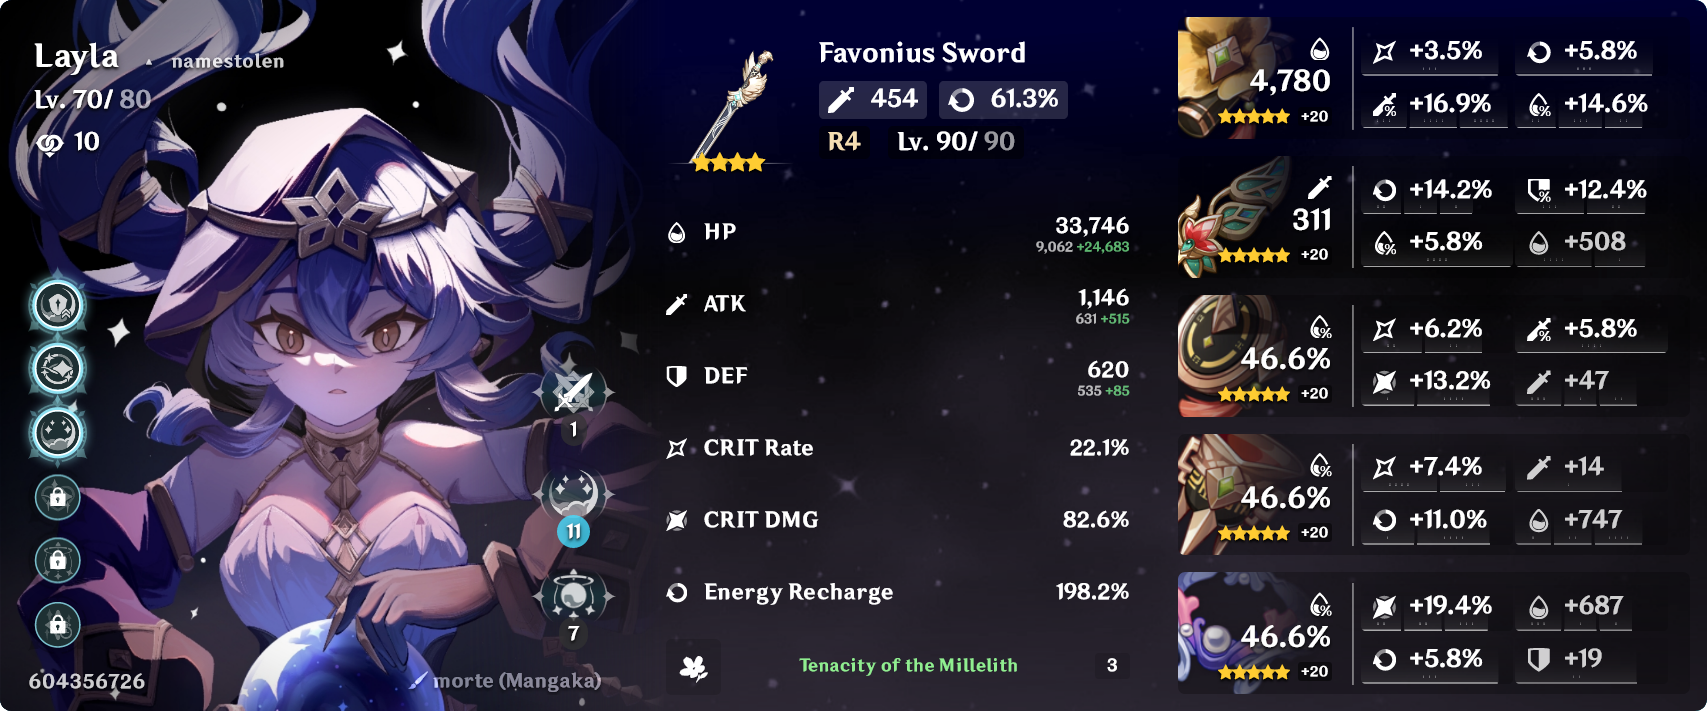 Layla ▲ namestolen
Lv. 70/ 80
10
1
11
7
604356726
morte (Mangaka)
Favonius Sword
454 61.3%
R4 Lv. 90/ 90
HP 33,746
9,062 +24,683
ATK 1,146
631 +515
DEF 620
535 +85
CRIT Rate 22.1%
CRIT DMG 82.6%
Energy Recharge 198.2%
Tenacity of the Millelith 3
4,780
+20
+3.5% +5.8%
+16.9% +14.6%
311
+20
+14.2% +12.4%
+5.8% +508
46.6%
+20
+6.2% +5.8%
+13.2% +47
46.6%
+20
+7.4% +14
+11.0% +747
46.6%
+20
+19.4% +687
+5.8% +19